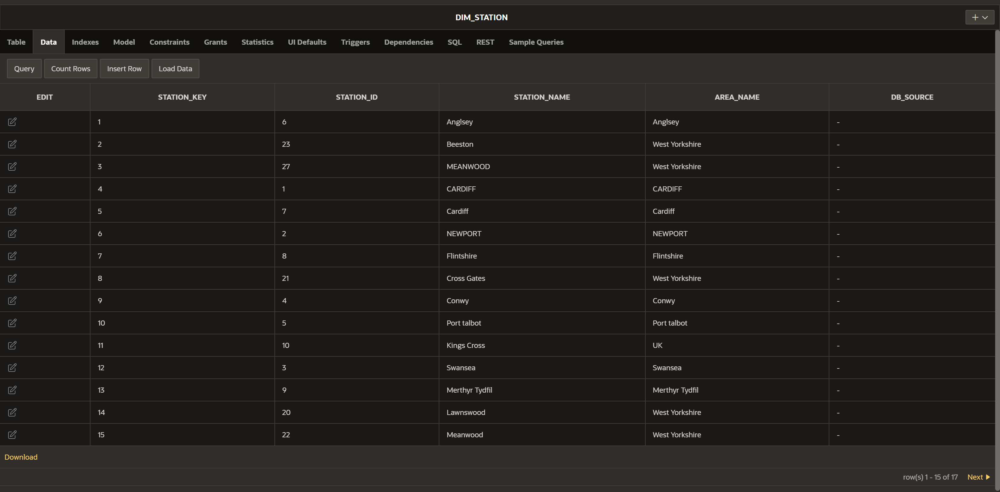 DIM_STATION
Table Data Indexes Model Constraints Grants Statistics UI Defaults Triggers Dependencies SQL REST Sample Queries
Query Count Rows Insert Row Load Data
EDIT STATION_KEY STATION_ID STATION_NAME AREA_NAME DB_SOURCE
1 6 Anglsey Anglsey -
2 23 Beeston West Yorkshire -
3 27 MEANWOOD West Yorkshire -
4 1 CARDIFF CARDIFF -
5 7 Cardiff Cardiff -
6 2 NEWPORT NEWPORT -
7 8 Flintshire Flintshire -
8 21 Cross Gates West Yorkshire -
9 4 Conwy Conwy -
10 5 Port talbot Port talbot -
11 10 Kings Cross UK -
12 3 Swansea Swansea -
13 9 Merthyr Tydfil Merthyr Tydfil -
14 20 Lawnswood West Yorkshire -
15 22 Meanwood West Yorkshire -
Download
row(s) 1 - 15 of 17 Next